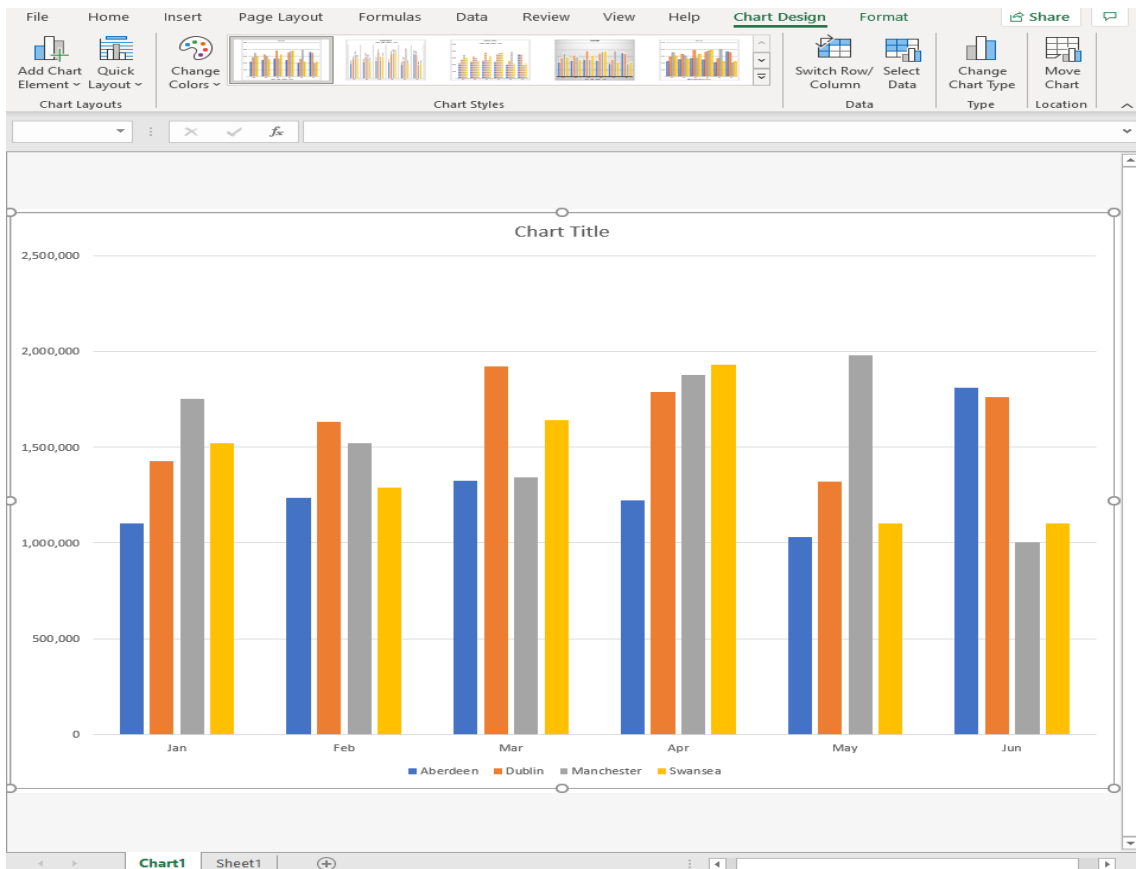 File Home Insert Page Layout Formulas Data Review View Help Chart Design Format Share
Add Chart Element Quick Layout Change Colors Switch Row/ Column Select Data Change Chart Type Move Chart
Chart Layouts Chart Styles Data Type Location
fx
Chart Title
2,500,000
2,000,000
1,500,000
1,000,000
500,000
0
Jan Feb Mar Apr May Jun
Aberdeen Dublin Manchester Swansea
Chart1 Sheet1